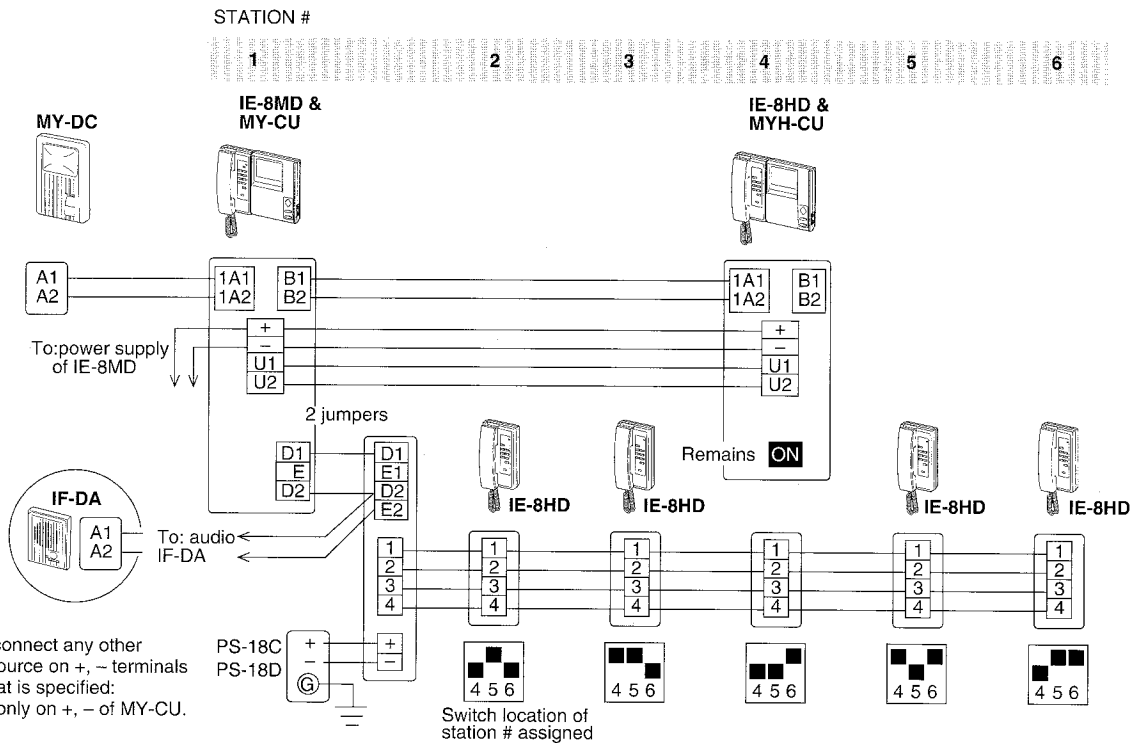 STATION #
1 2 3 4 5 6
MY-DC
IE-8MD &
MY-CU
IE-8HD &
MYH-CU
A1
A2
1A1
1A2
B1
B2
1A1
1A2
B1
B2
To:power supply
of IE-8MD
+
–
U1
U2
+
–
U1
U2
2 jumpers
D1
E
D2
D1
E1
D2
E2
Remains ON
IF-DA
A1
A2
To: audio
IF-DA
IE-8HD
IE-8HD
IE-8HD
IE-8HD
1
2
3
4
1
2
3
4
1
2
3
4
1
2
3
4
1
2
3
4
1
2
3
4
connect any other
ource on +, – terminals
at is specified:
only on +, – of MY-CU.
PS-18C
PS-18D
+
–
G
+
–
4 5 6
4 5 6
4 5 6
4 5 6
4 5 6
Switch location of
station # assigned